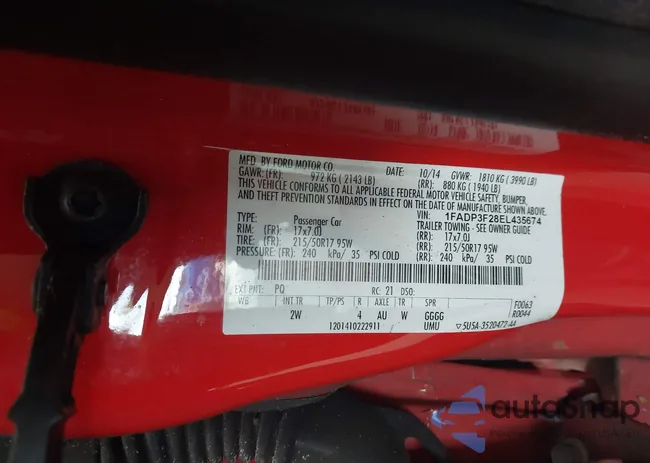 MFD. BY FORD MOTOR CO.
DATE: 10/14 GVWR: 1810 KG ( 3990 LB)
GAWR:(FR): 972 KG ( 2143 LB) (RR): 880 KG ( 1940 LB)
THIS VEHICLE CONFORMS TO ALL APPLICABLE FEDERAL MOTOR VEHICLE SAFETY, BUMPER,
AND THEFT PREVENTION STANDARDS IN EFFECT ON THE DATE OF MANUFACTURE SHOWN ABOVE.
VIN: 1FADP3F28EL435674
TYPE: Passenger Car TRAILER TOWING - SEE OWNER GUIDE
RIM: (FR): 17x7.0J (RR): 17x7.0J
TIRE: (FR): 215/50R17 95W (RR): 215/50R17 95W
PRESSURE:(FR): 240 kPa/ 35 PSI COLD (RR): 240 kPa/ 35 PSI COLD
EXT PNT: PQ RC: 21 DSO:
WB INT TR TP/PS R AXLE TR SPR F0063
2W 4 AU W GGGG R0044
1201410222911 UMU 5USA-3520472-AA
autosnap